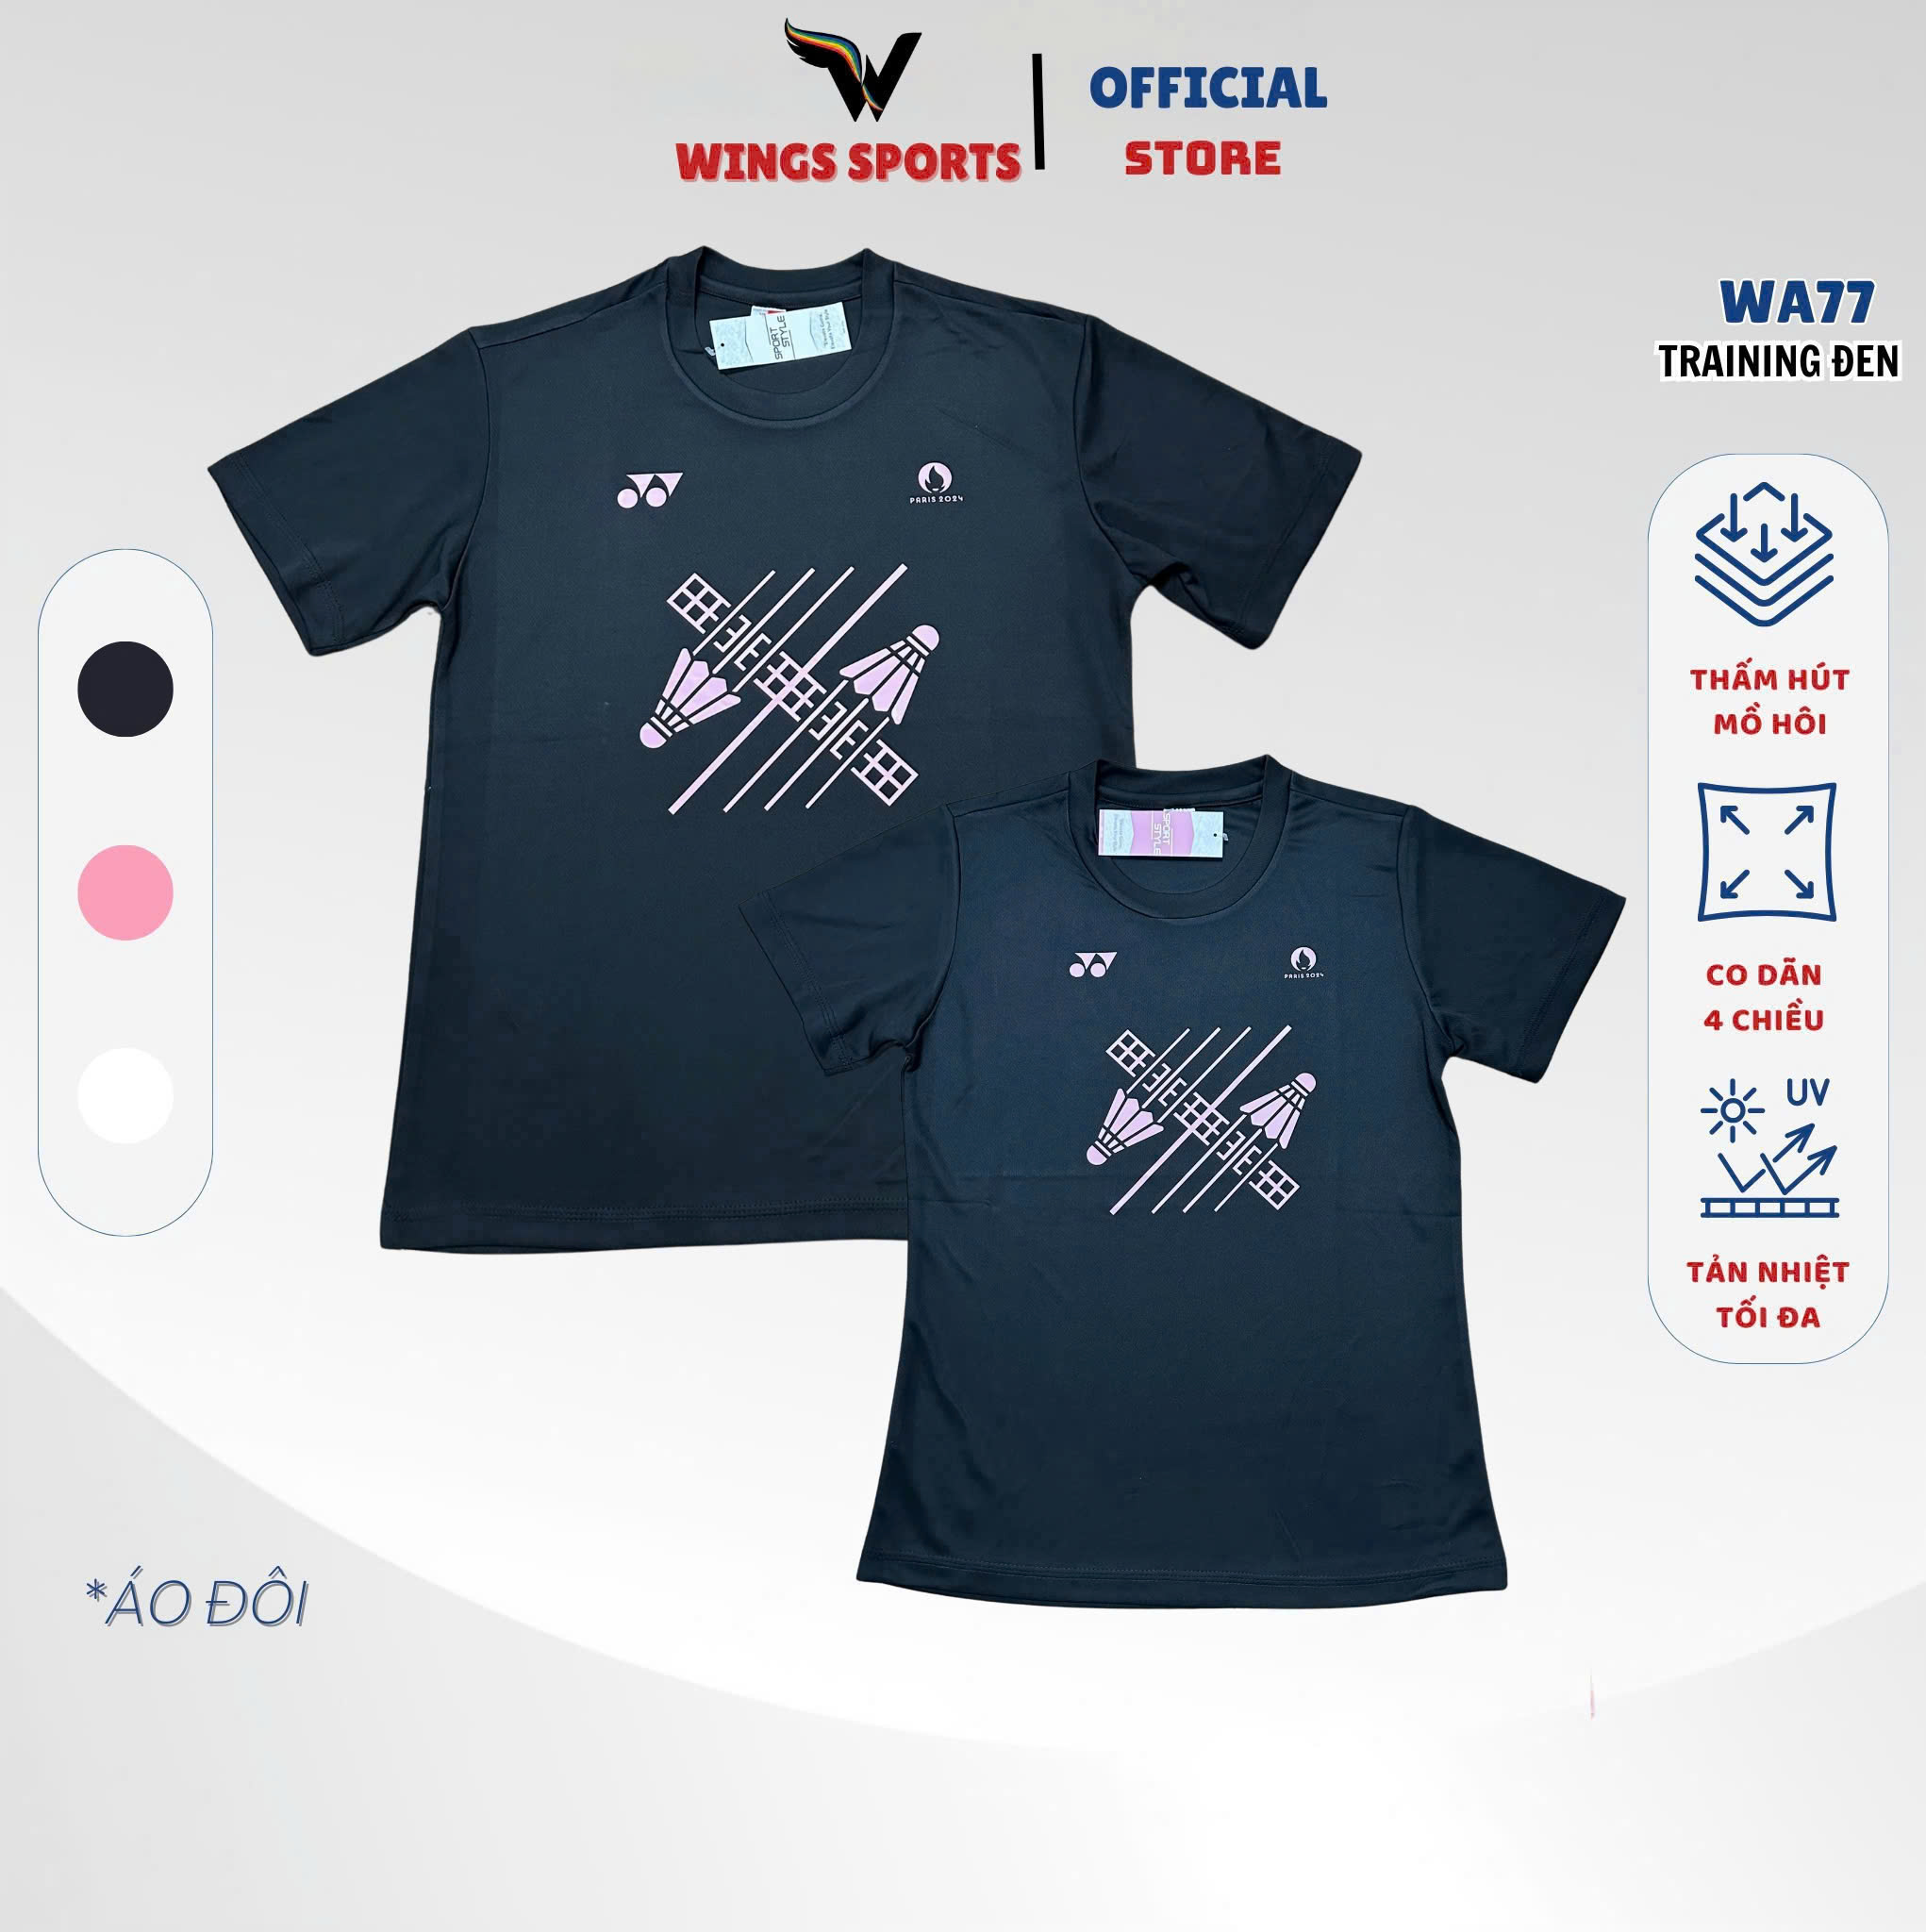 WINGS SPORTS
OFFICIAL
STORE
WA77
TRAINING ĐEN
THẤM HÚT
MỒ HÔI
CO DÃN
4 CHIỀU
UV
TẢN NHIỆT
TỐI ĐA
SPORT
STYLE
PARIS 2024
SPORT
STYLE
PARIS 2024
*ÁO ĐÔI